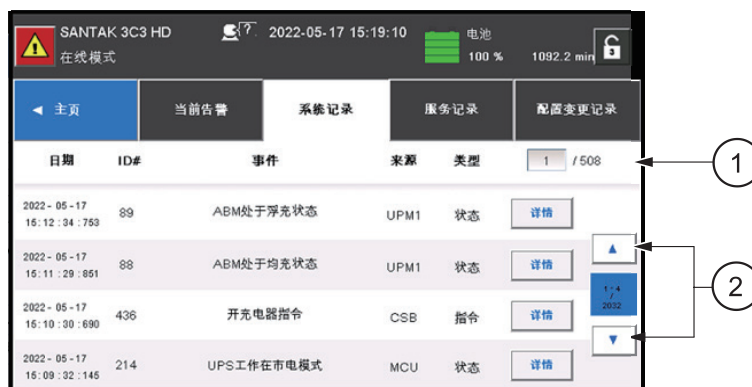 SANTAK 3C3 HD ? 2022-05-17 15:19:10 电池
在线模式 100 % 1092.2 min 3
◄ 主页 当前告警 系统记录 服务记录 配置变更记录
日期 ID# 事件 来源 类型 1 / 508 1
2022-05-17
15:12:34:753 89 ABM处于浮充状态 UPM1 状态 详情
▲
2022-05-17
15:11:29:851 88 ABM处于均充状态 UPM1 状态 详情
1-4
/
2032
2
2022-05-17
15:10:30:690 436 开充电器指令 CSB 指令 详情
▼
2022-05-17
15:09:32:145 214 UPS工作在市电模式 MCU 状态 详情